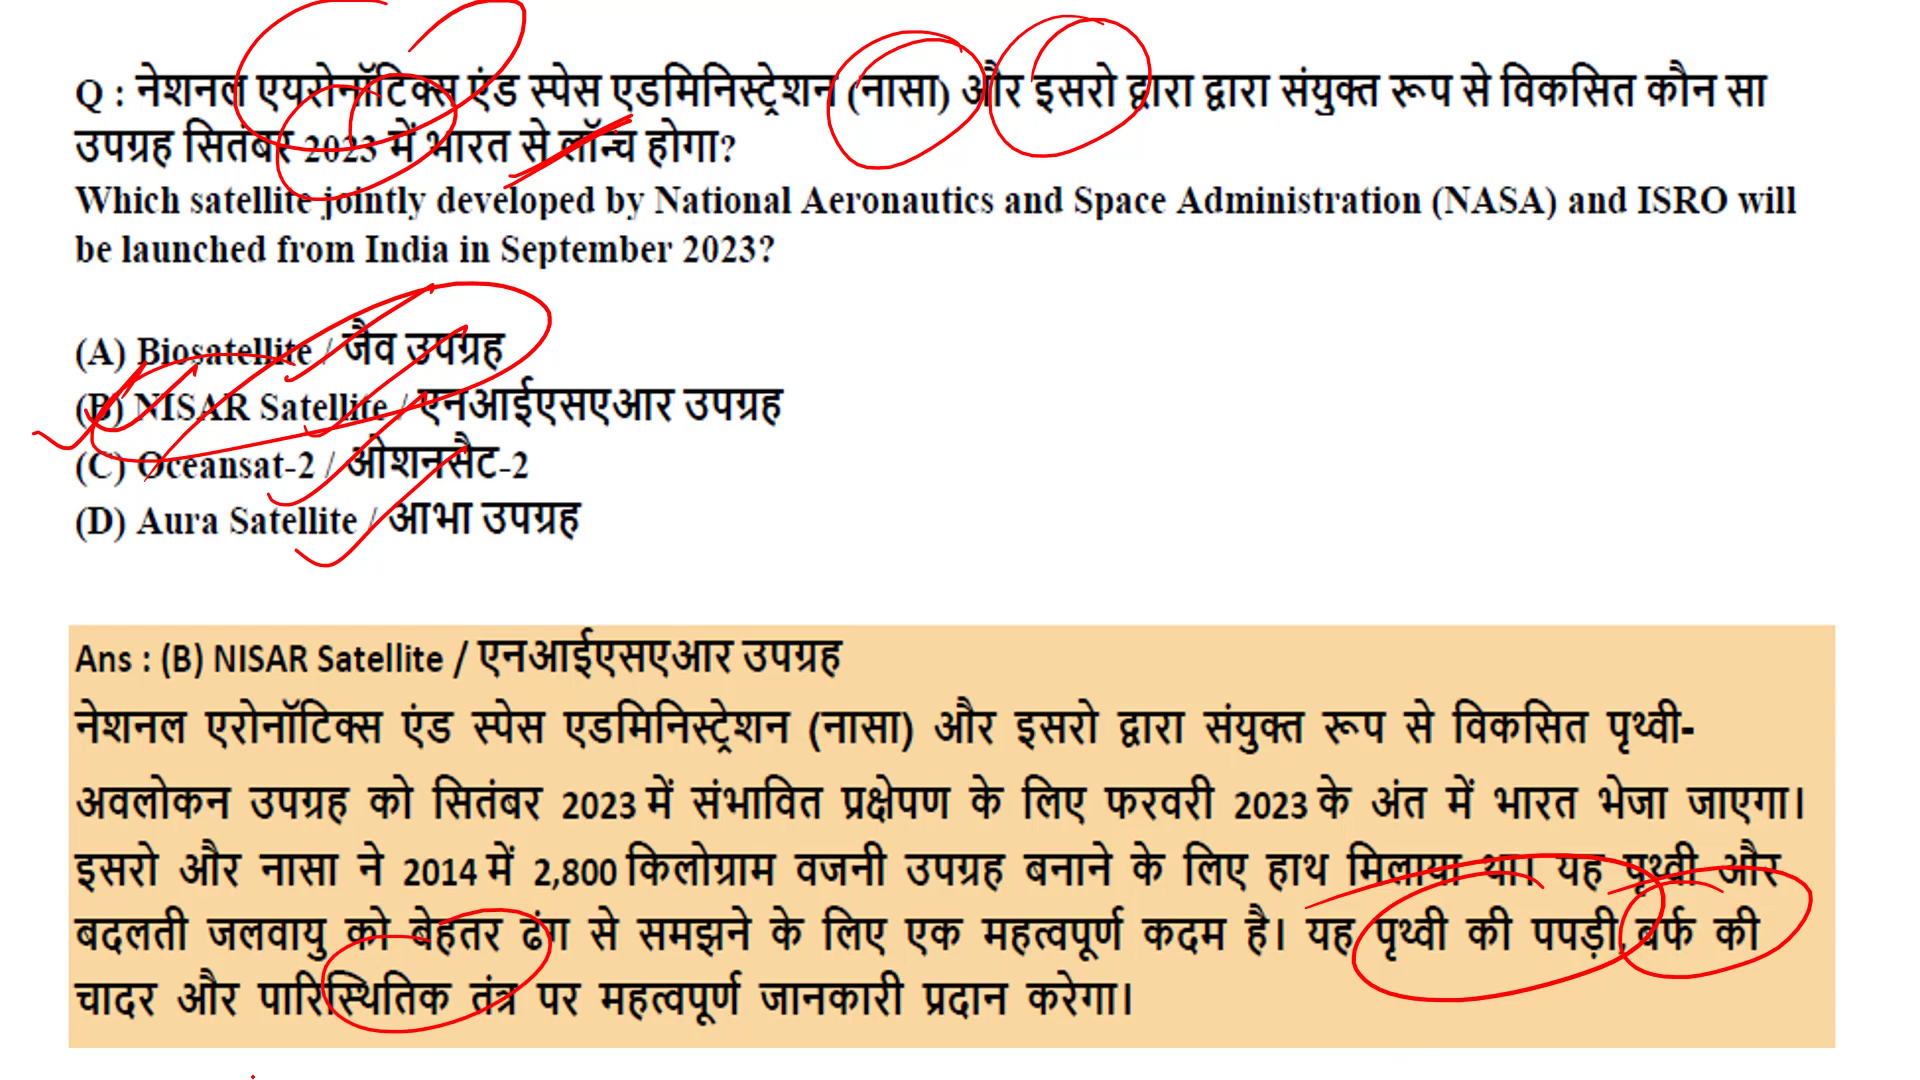 Q : नेशनल एयरोनॉटिक्स एंड स्पेस एडमिनिस्ट्रेशन (नासा) और इसरो द्वारा द्वारा संयुक्त रूप से विकसित कौन सा
उपग्रह सितंबर 2023 में भारत से लॉन्च होगा?
Which satellite jointly developed by National Aeronautics and Space Administration (NASA) and ISRO will
be launched from India in September 2023?
(A) Biosatellite / जैव उपग्रह
(B) NISAR Satellite / एनआईएसएआर उपग्रह
(C) Oceansat-2 / ओशनसैट-2
(D) Aura Satellite / आभा उपग्रह
Ans : (B) NISAR Satellite / एनआईएसएआर उपग्रह
नेशनल एरोनॉटिक्स एंड स्पेस एडमिनिस्ट्रेशन (नासा) और इसरो द्वारा संयुक्त रूप से विकसित पृथ्वी-
अवलोकन उपग्रह को सितंबर 2023 में संभावित प्रक्षेपण के लिए फरवरी 2023 के अंत में भारत भेजा जाएगा।
इसरो और नासा ने 2014 में 2,800 किलोग्राम वजनी उपग्रह बनाने के लिए हाथ मिलाया था। यह पृथ्वी और
बदलती जलवायु को बेहतर ढंग से समझने के लिए एक महत्वपूर्ण कदम है। यह पृथ्वी की पपड़ी, बर्फ की
चादर और पारिस्थितिक तंत्र पर महत्वपूर्ण जानकारी प्रदान करेगा।